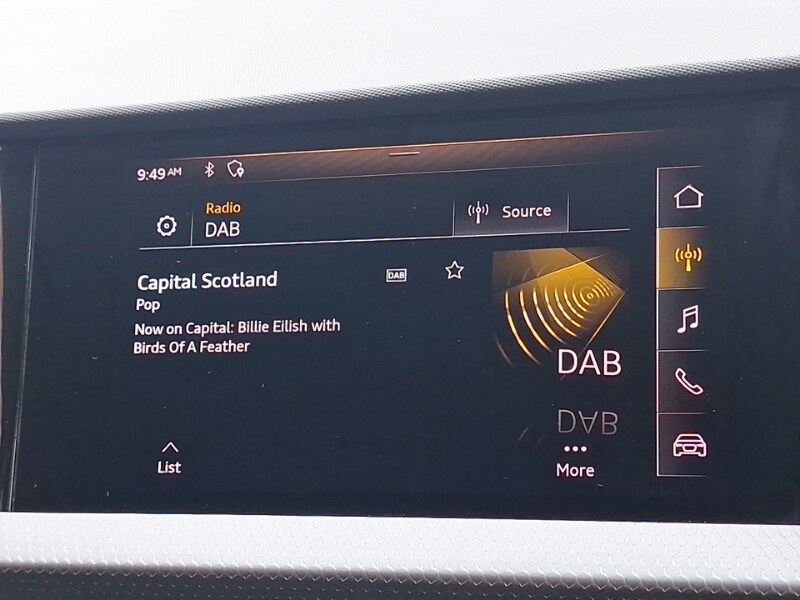 9:49 AM
Radio
DAB
Source
Capital Scotland
DAB
Pop
Now on Capital: Billie Eilish with
Birds Of A Feather
DAB
List
More